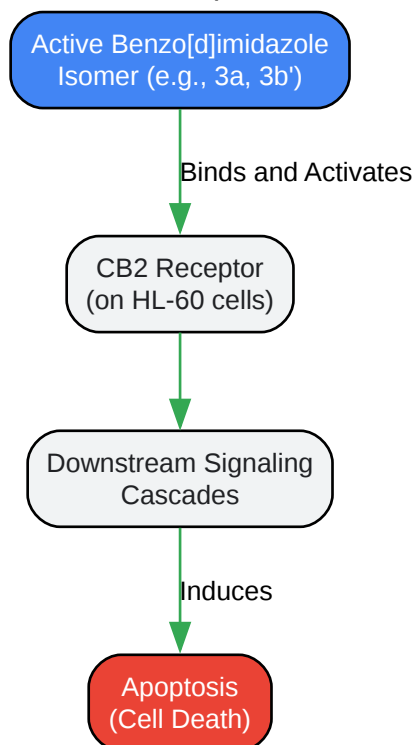 Active Benzo[d]imidazole
Isomer (e.g., 3a, 3b')
Binds and Activates
CB2 Receptor
(on HL-60 cells)
Downstream Signaling
Cascades
Induces
Apoptosis
(Cell Death)